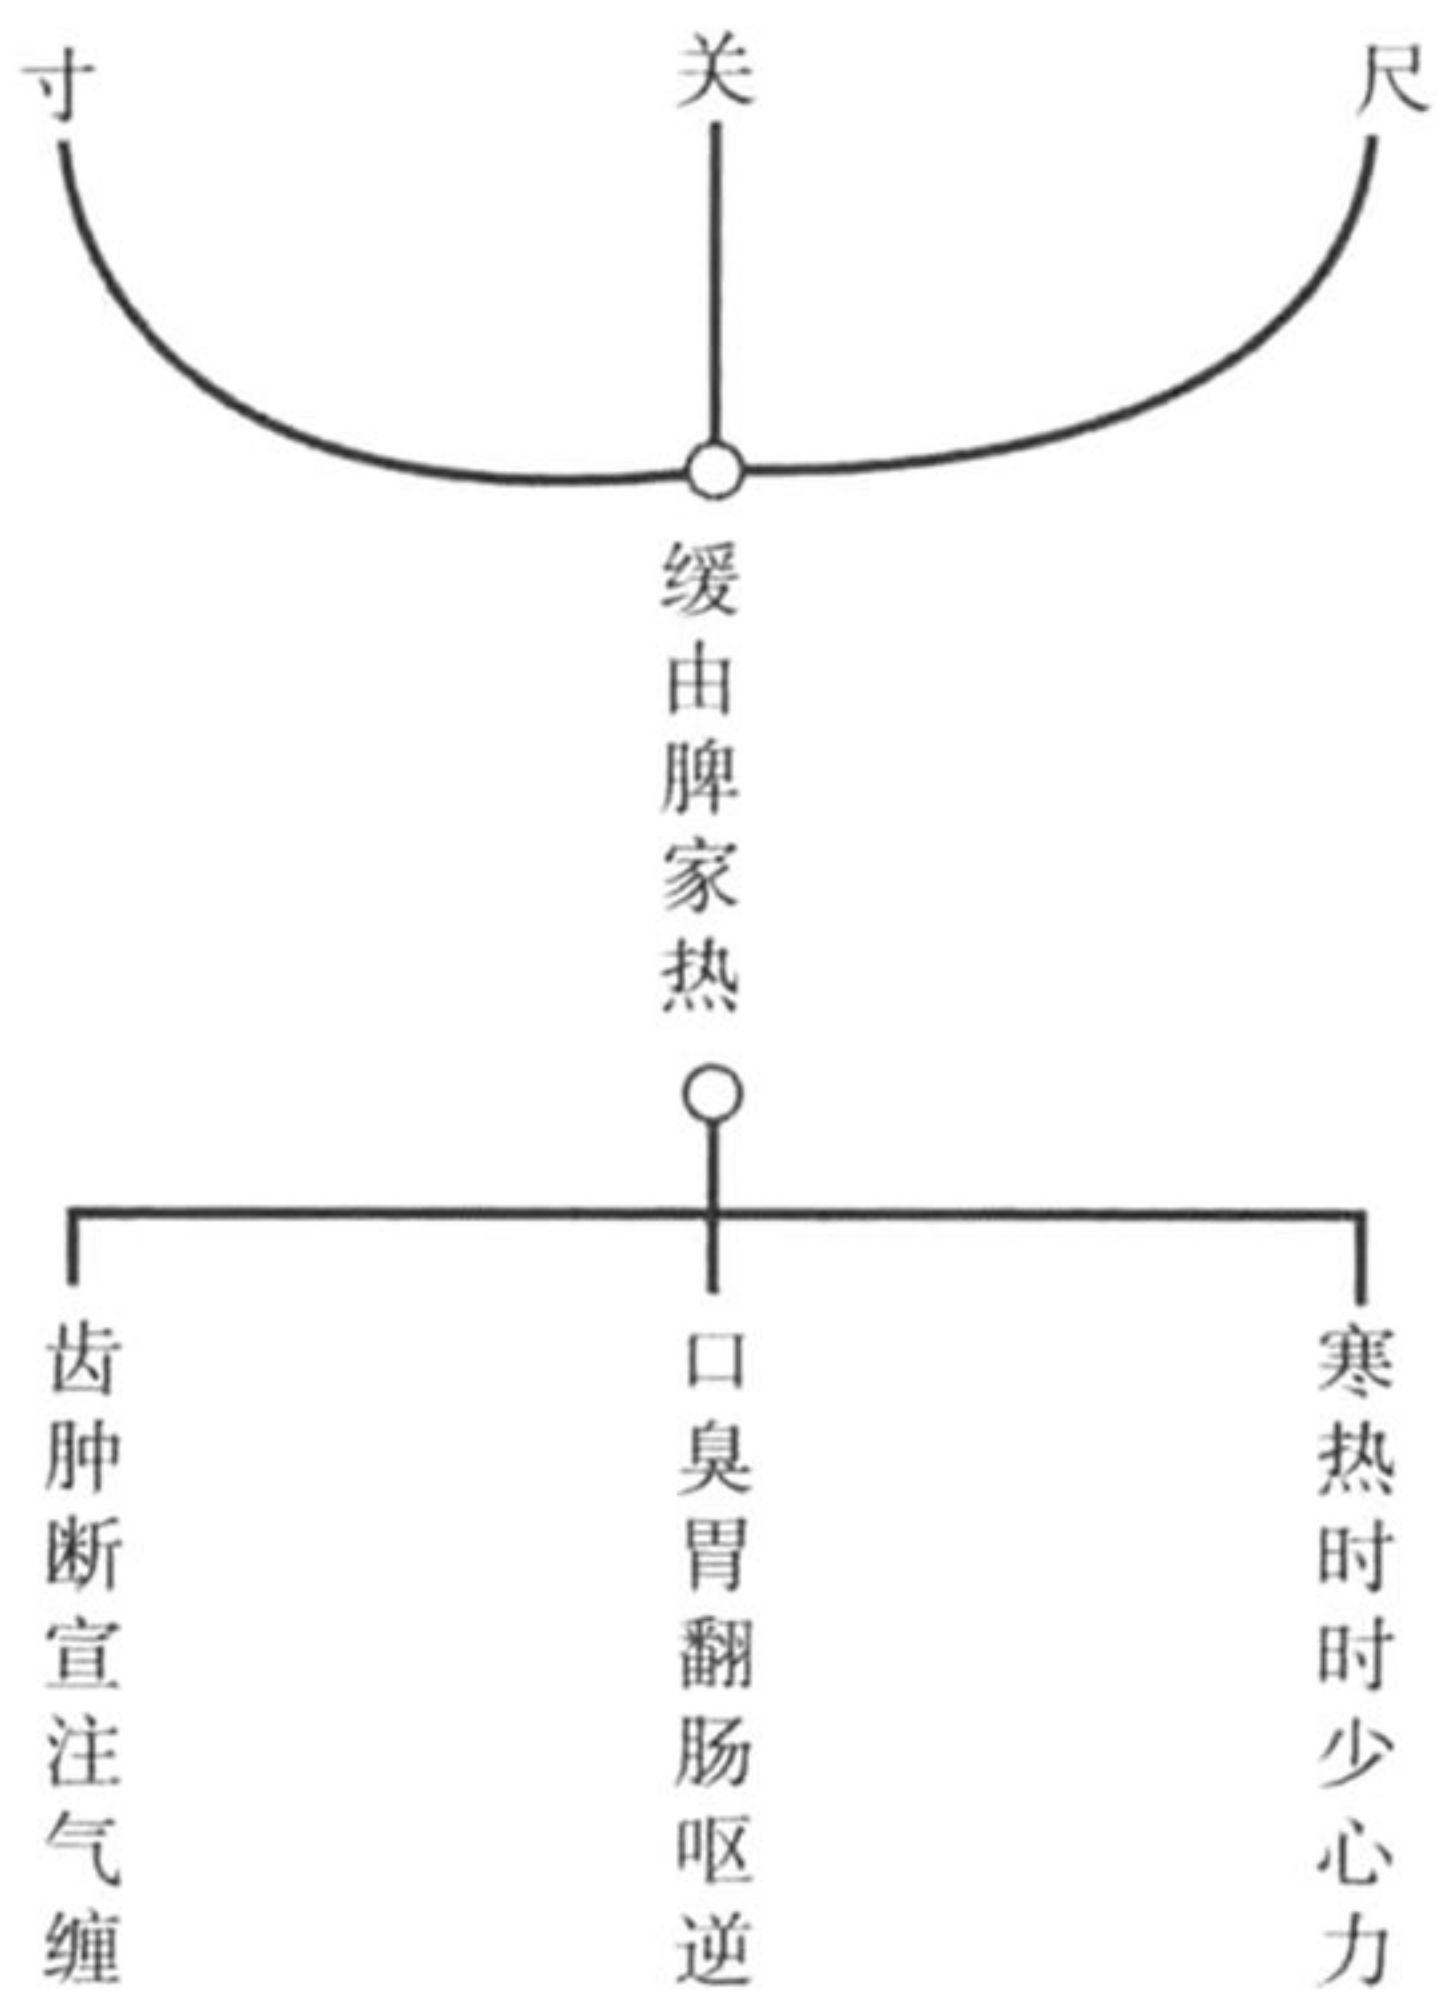 寸
关
尺
缓由脾家热
齿肿断宣注气缠
口臭胃翻肠呕逆
寒热时时少心力